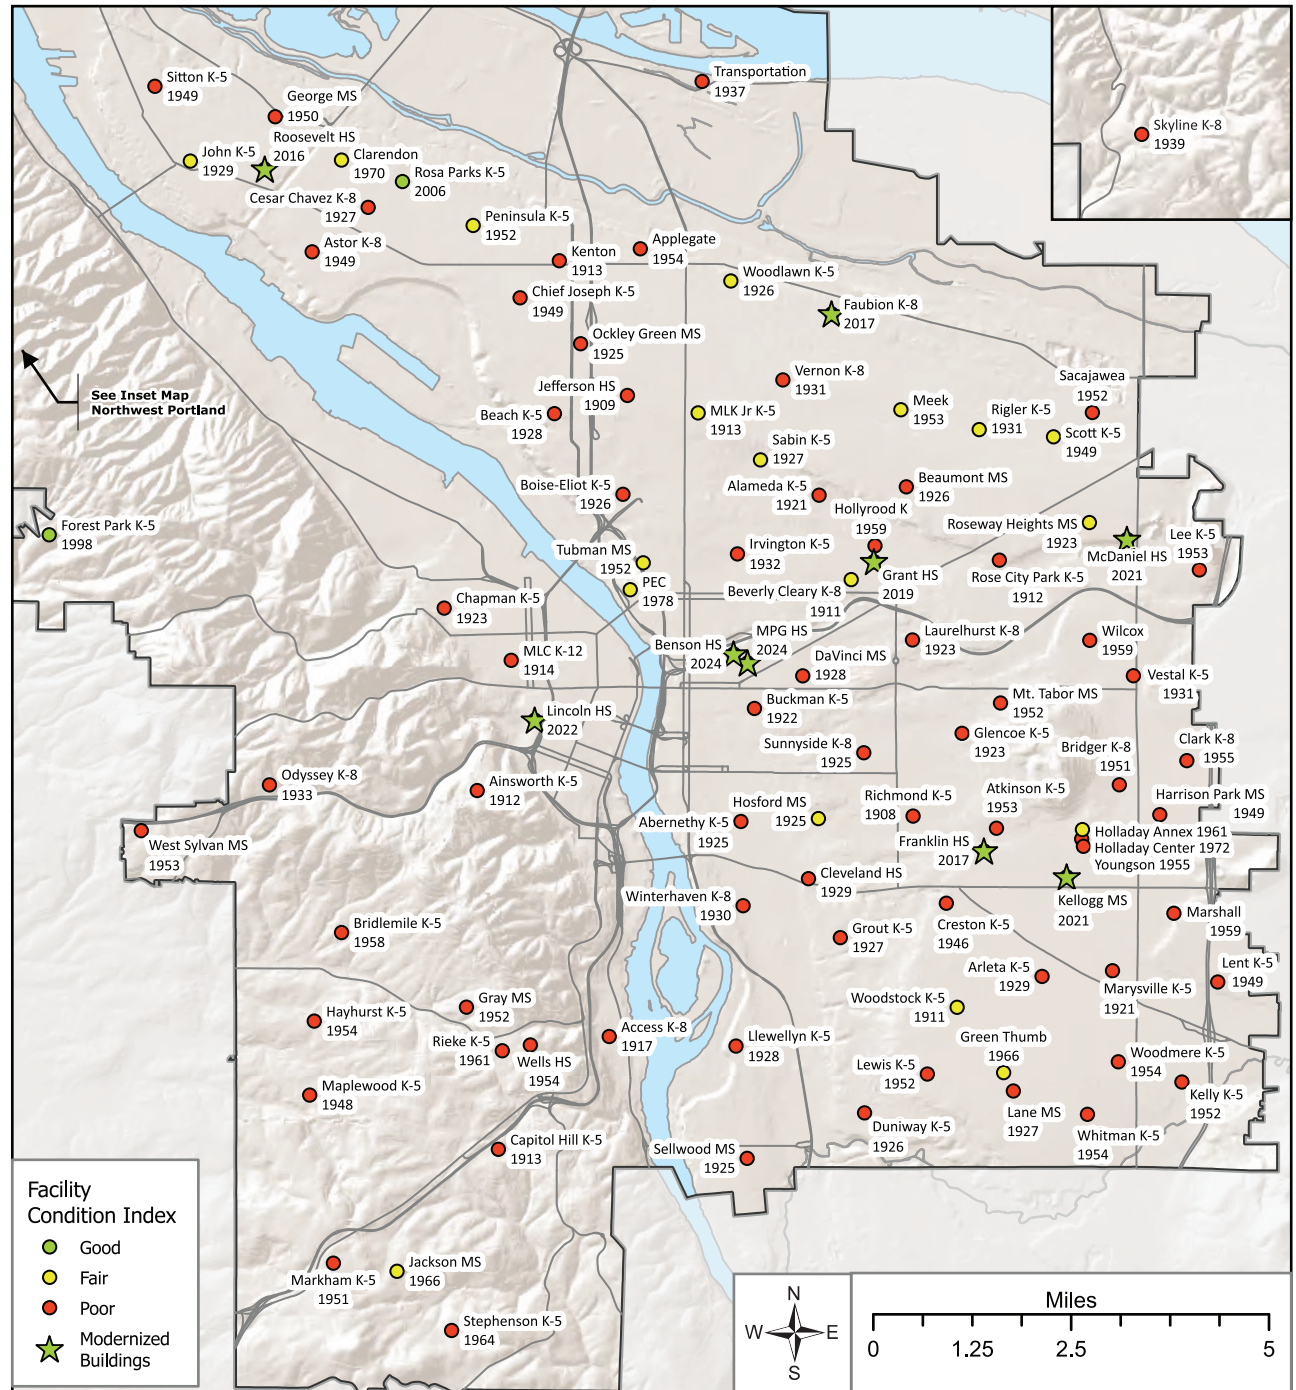 Sitton K-5
1949
George MS
1950
Transportation
1937
Skyline K-8
1939
Roosevelt HS
2016
John K-5
1929
Clarendon
1970
Rosa Parks K-5
2006
Cesar Chavez K-8
1927
Peninsula K-5
1952
Astor K-8
1949
Kenton
1913
Applegate
1954
Woodlawn K-5
1926
Chief Joseph K-5
1949
Faubion K-8
2017
Ockley Green MS
1925
See Inset Map
Northwest Portland
Jefferson HS
1909
Vernon K-8
1931
Sacajawea
1952
Beach K-5
1928
MLK Jr K-5
1913
Meek
1953
Rigler K-5
1931
Scott K-5
1949
Sabin K-5
1927
Boise-Eliot K-5
1926
Alameda K-5
1921
Beaumont MS
1926
Hollyrood K
1959
Roseway Heights MS
1923
Forest Park K-5
1998
Tubman MS
1952
Irvington K-5
1932
McDaniel HS
2021
Lee K-5
1953
PEC
1978
Grant HS
2019
Beverly Cleary K-8
1911
Rose City Park K-5
1912
Chapman K-5
1923
MPG HS
2024
Benson HS
2024
Laurelhurst K-8
1923
Wilcox
1959
MLC K-12
1914
DaVinci MS
1928
Vestal K-5
1931
Buckman K-5
1922
Mt. Tabor MS
1952
Lincoln HS
2022
Sunnyside K-8
1925
Glencoe K-5
1923
Bridger K-8
1951
Clark K-8
1955
Odyssey K-8
1933
Ainsworth K-5
1912
Hosford MS
1925
Richmond K-5
1908
Atkinson K-5
1953
Harrison Park MS
1949
Abernethy K-5
1925
West Sylvan MS
1953
Franklin HS
2017
Holladay Annex 1961
Holladay Center 1972
Youngson 1955
Cleveland HS
1929
Winterhaven K-8
1930
Kellogg MS
2021
Bridlemile K-5
1958
Grout K-5
1927
Creston K-5
1946
Marshall
1959
Arleta K-5
1929
Marysville K-5
1921
Lent K-5
1949
Gray MS
1952
Hayhurst K-5
1954
Woodstock K-5
1911
Rieke K-5
1961
Wells HS
1954
Access K-8
1917
Llewellyn K-5
1928
Green Thumb
1966
Lewis K-5
1952
Woodmere K-5
1954
Maplewood K-5
1948
Kelly K-5
1952
Lane MS
1927
Duniway K-5
1926
Whitman K-5
1954
Capitol Hill K-5
1913
Sellwood MS
1925
Markham K-5
1951
Jackson MS
1966
Stephenson K-5
1964
Facility
Condition Index
Good
Fair
Poor
Modernized
Buildings
N
W E
S
Miles
0 1.25 2.5 5